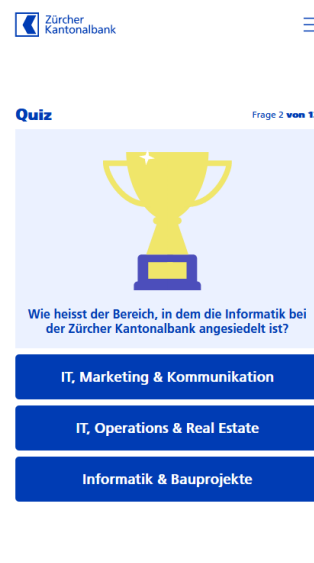 Zürcher
Kantonalbank
Quiz
Frage 2 von
Wie heisst der Bereich, in dem die Informatik bei
der Zürcher Kantonalbank angesiedelt ist?
IT, Marketing & Kommunikation
IT, Operations & Real Estate
Informatik & Bauprojekte